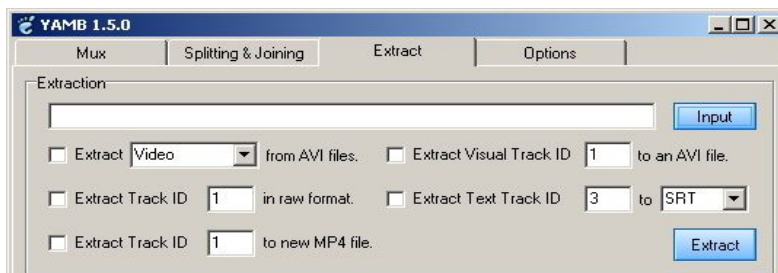 YAMB 1.5.0
Mux Splitting & Joining Extract Options
Extraction
Input
Extract Video from AVI files. Extract Visual Track ID 1 to an AVI file.
Extract Track ID 1 in raw format. Extract Text Track ID 3 to SRT
Extract Track ID 1 to new MP4 file. Extract